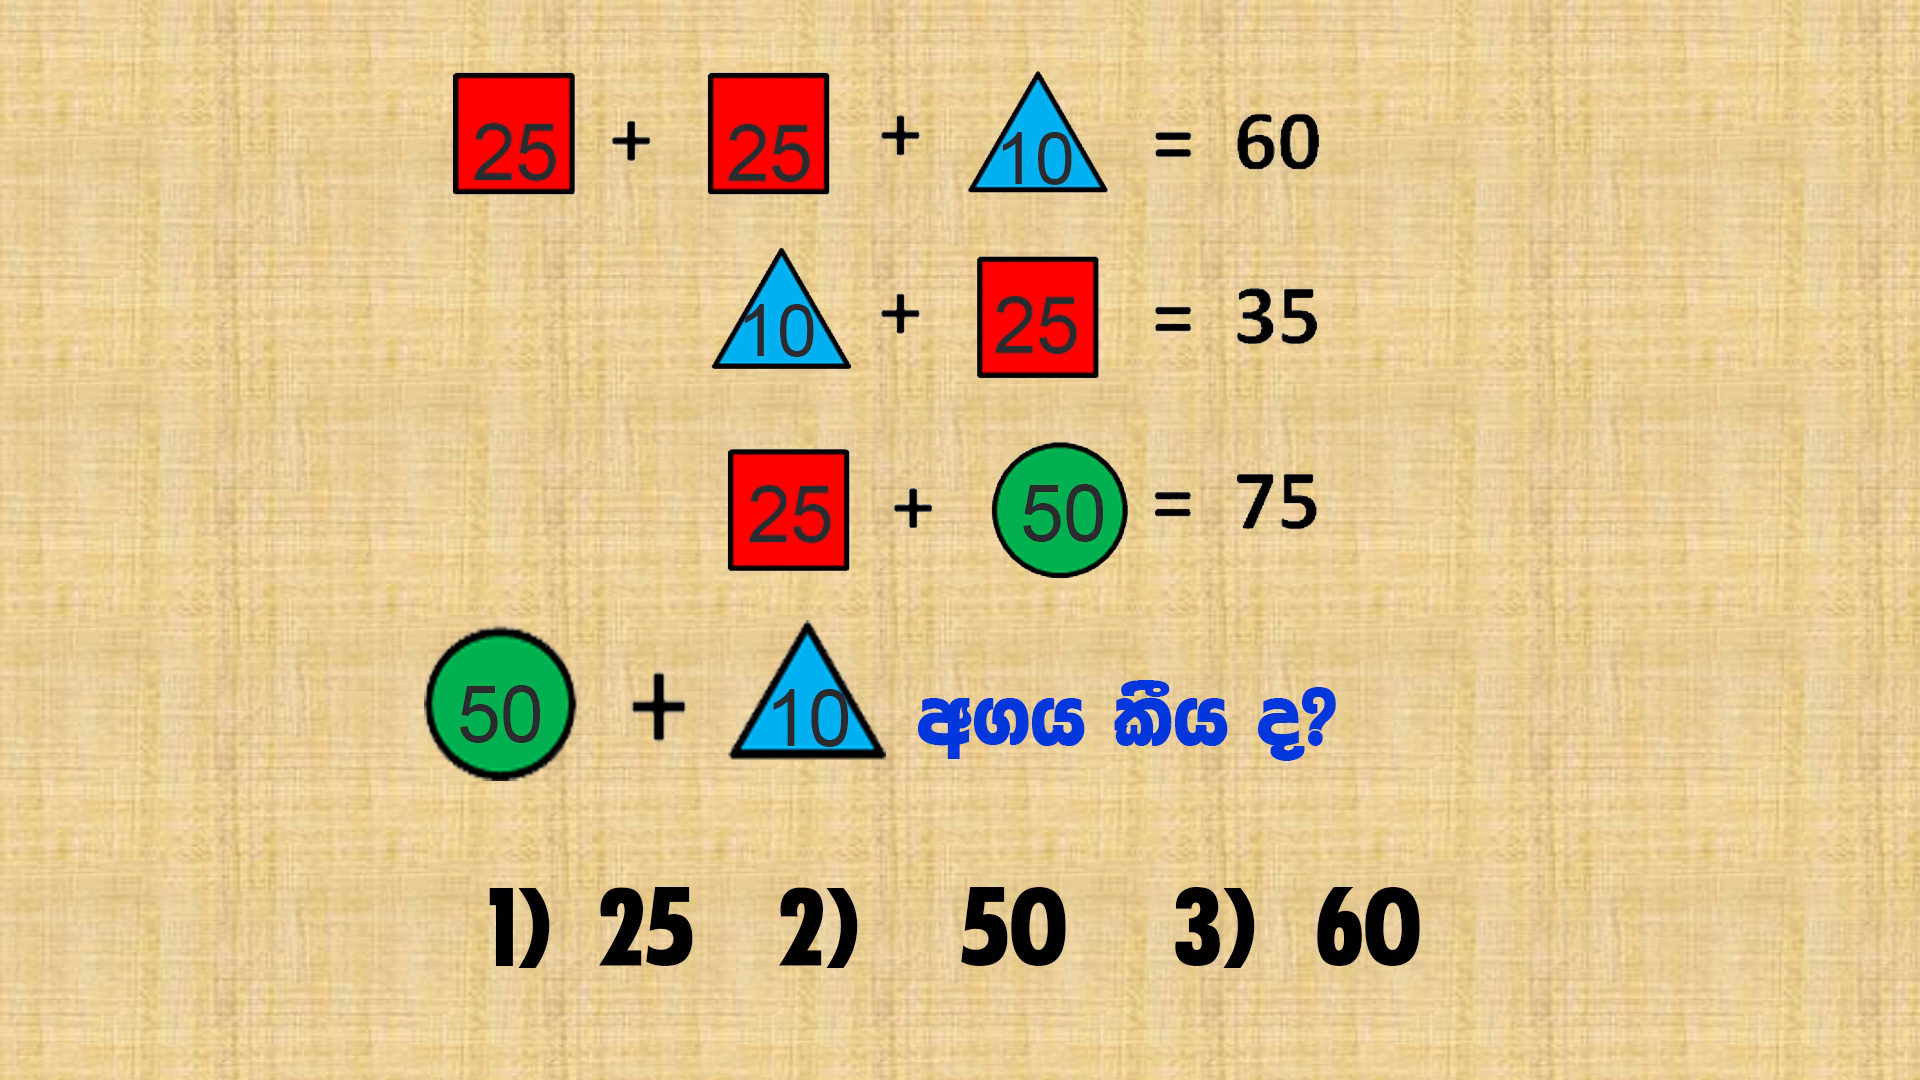 25 + 25 + 10 = 60
10 + 25 = 35
25 + 50 = 75
50 + 10 අගය කීය ද?
1) 25 2) 50 3) 60